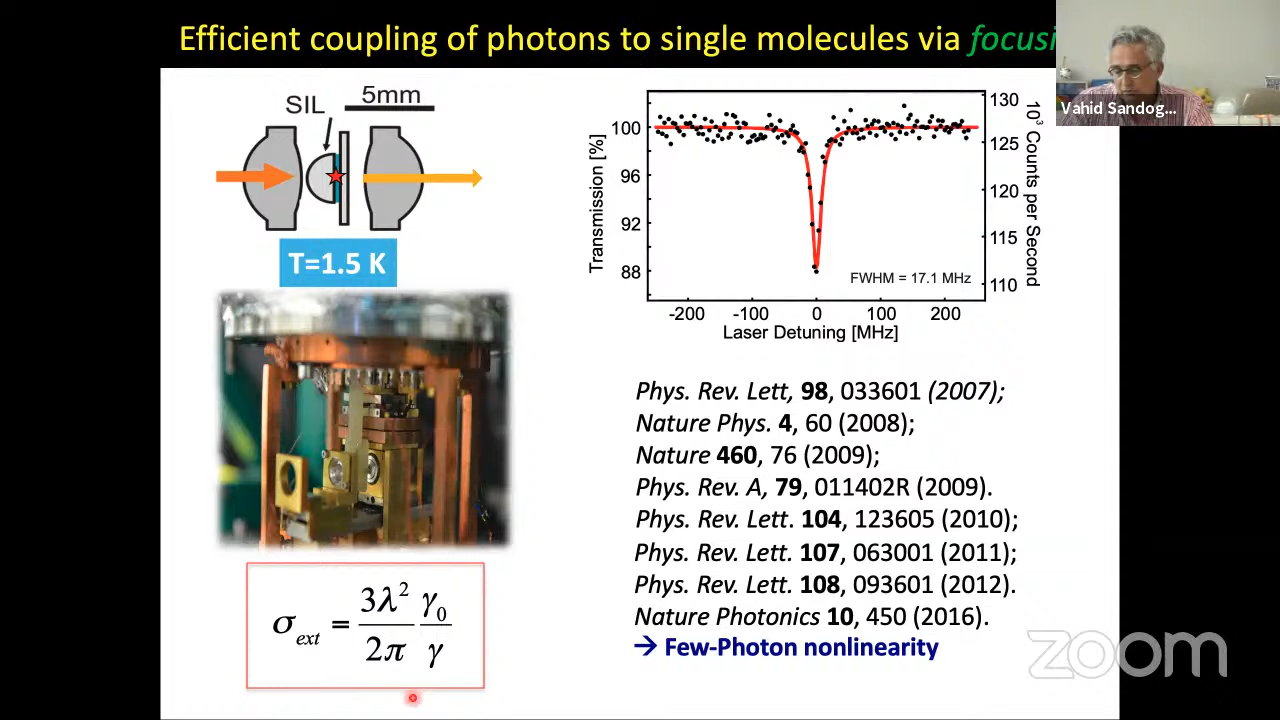 Efficient coupling of photons to single molecules via focusi
Vahid Sandog...
SIL
5mm
T=1.5 K
Transmission [%]
100
96
92
88
-200 -100 0 100 200
Laser Detuning [MHz]
FWHM = 17.1 MHz
130
125
120
115
110
10³ Counts per Second
Phys. Rev. Lett, 98, 033601 (2007);
Nature Phys. 4, 60 (2008);
Nature 460, 76 (2009);
Phys. Rev. A, 79, 011402R (2009).
Phys. Rev. Lett. 104, 123605 (2010);
Phys. Rev. Lett. 107, 063001 (2011);
Phys. Rev. Lett. 108, 093601 (2012).
Nature Photonics 10, 450 (2016).
→ Few-Photon nonlinearity
σext = 3λ²/2π γ₀/γ
zoom